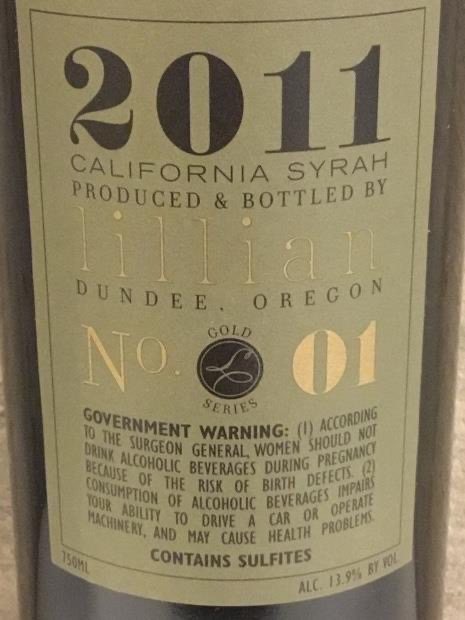 2011
CALIFORNIA SYRAH
PRODUCED & BOTTLED BY
lillian
DUNDEE, OREGON
No. 01
GOLD
SERIES
GOVERNMENT WARNING: (1) ACCORDING
TO THE SURGEON GENERAL, WOMEN SHOULD NOT
DRINK ALCOHOLIC BEVERAGES DURING PREGNANCY
BECAUSE OF THE RISK OF BIRTH DEFECTS. (2)
CONSUMPTION OF ALCOHOLIC BEVERAGES IMPAIRS
YOUR ABILITY TO DRIVE A CAR OR OPERATE
MACHINERY, AND MAY CAUSE HEALTH PROBLEMS.
CONTAINS SULFITES
750ML
ALC. 13.9% BY VOL